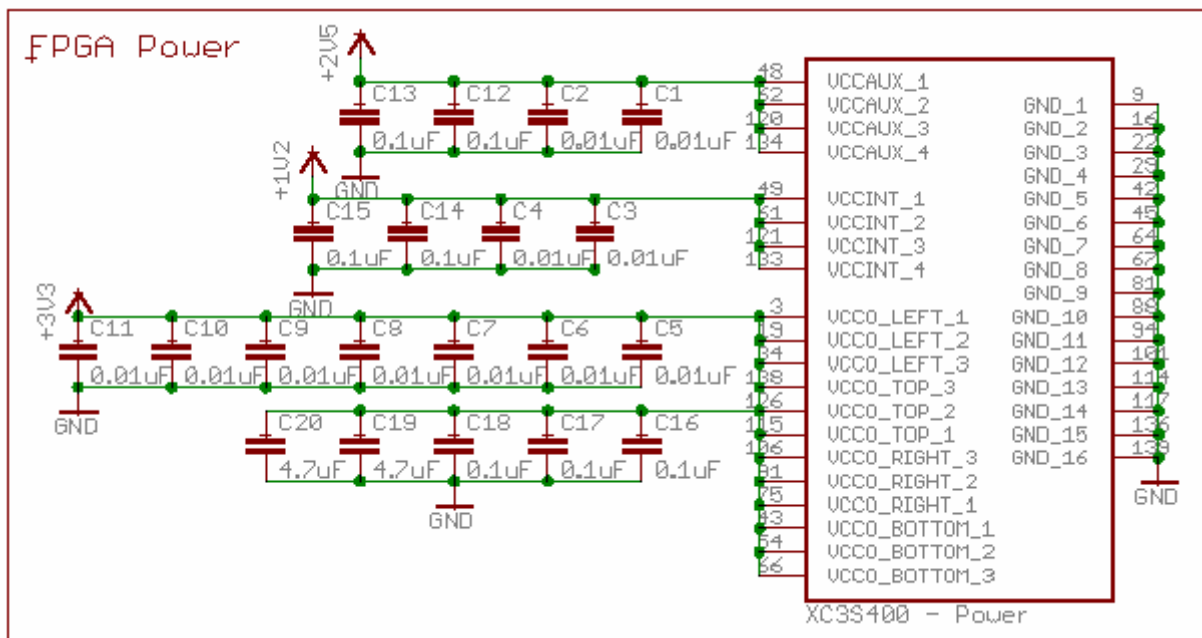 FPGA Power
+2V5
C13 C12 C2 C1
0.1uF 0.1uF 0.01uF 0.01uF
GND
+1V2
C15 C14 C4 C3
0.1uF 0.1uF 0.01uF 0.01uF
GND
+3V3
C11 C10 C9 C8 C7 C6 C5
0.01uF 0.01uF 0.01uF 0.01uF 0.01uF 0.01uF 0.01uF
GND
C20 C19 C18 C17 C16
4.7uF 4.7uF 0.1uF 0.1uF 0.1uF
GND
48 VCCAUX_1
VCCAUX_2
120 VCCAUX_3
134 VCCAUX_4
49 VCCINT_1
VCCINT_2
VCCINT_3
133 VCCINT_4
3 VCCO_LEFT_1
19 VCCO_LEFT_2
34 VCCO_LEFT_3
138 VCCO_TOP_3
126 VCCO_TOP_2
115 VCCO_TOP_1
106 VCCO_RIGHT_3
91 VCCO_RIGHT_2
75 VCCO_RIGHT_1
43 VCCO_BOTTOM_1
54 VCCO_BOTTOM_2
66 VCCO_BOTTOM_3
GND_1 9
GND_2 16
GND_3 22
GND_4 29
GND_5 42
GND_6 45
GND_7 64
GND_8 67
GND_9 81
GND_10 88
GND_11 94
GND_12 101
GND_13 114
GND_14 117
GND_15 136
GND_16 139
GND
XC3S400 - Power